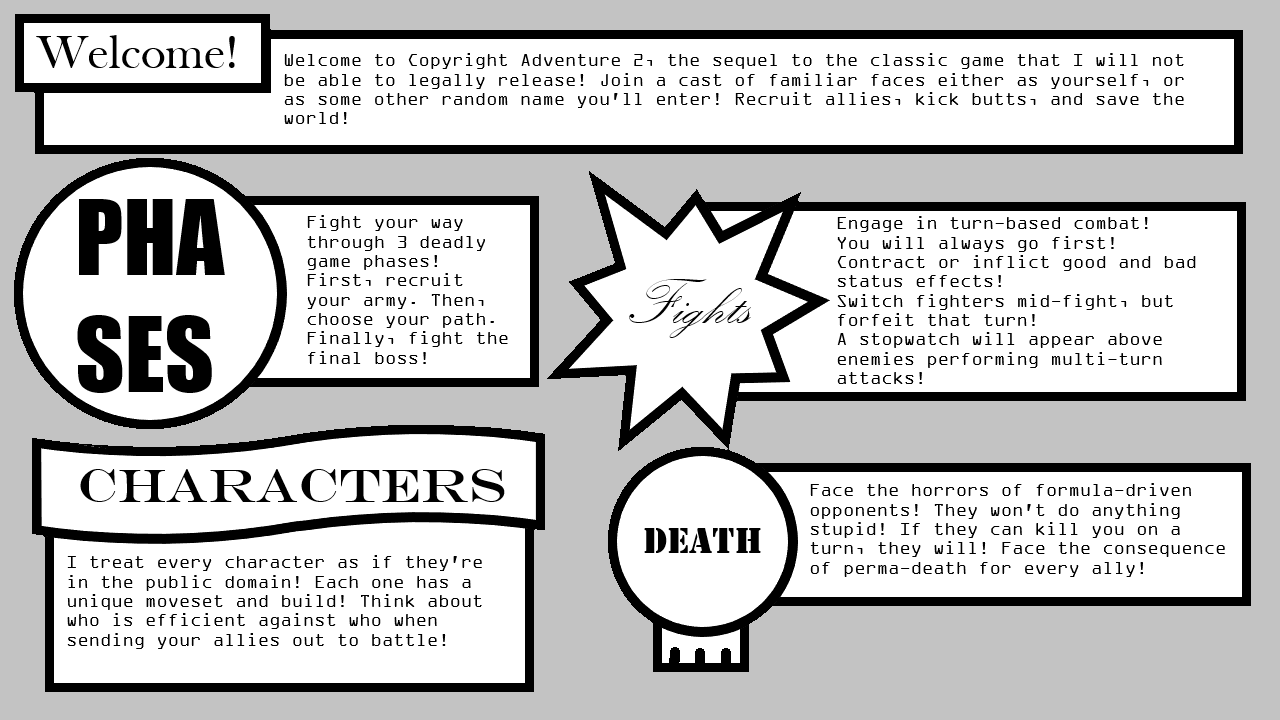 Welcome!
Welcome to Copyright Adventure 2, the sequel to the classic game that I will not
be able to legally release! Join a cast of familiar faces either as yourself, or
as some other random name you'll enter! Recruit allies, kick butts, and save the
world!
PHA
SES
Fight your way
through 3 deadly
game phases!
First, recruit
your army. Then,
choose your path.
Finally, fight the
final boss!
Fights
Engage in turn-based combat!
You will always go first!
Contract or inflict good and bad
status effects!
Switch fighters mid-fight, but
forfeit that turn!
A stopwatch will appear above
enemies performing multi-turn
attacks!
CHARACTERS
I treat every character as if they're
in the public domain! Each one has a
unique moveset and build! Think about
who is efficient against who when
sending your allies out to battle!
DEATH
Face the horrors of formula-driven
opponents! They won't do anything
stupid! If they can kill you on a
turn, they will! Face the consequence
of perma-death for every ally!